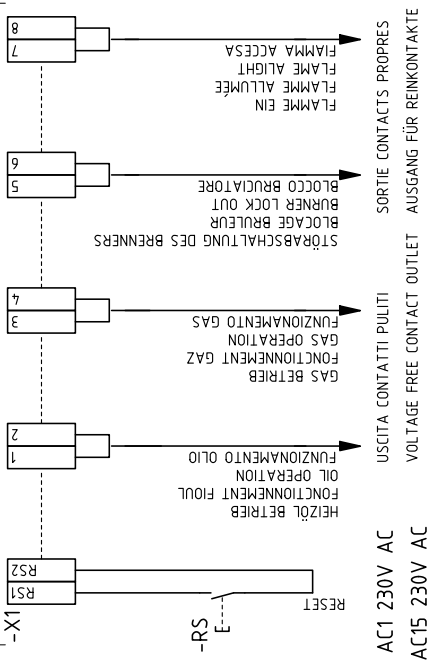 -X1
RS1
RS2
1
2
3
4
5
6
7
8
-RS
RESET
HEIZÖL BETRIEB
FONCTIONNEMENT FIOUL
OIL OPERATION
FUNZIONAMENTO OLIO
GAS BETRIEB
FONCTIONNEMENT GAZ
GAS OPERATION
FUNZIONAMENTO GAS
STÖRABSCHALTUNG DES BRENNERS
BLOCAGE BRULEUR
BURNER LOCK OUT
BLOCCO BRUCIATORE
FLAMME EIN
FLAMME ALLUMÉE
FLAME ALIGHT
FIAMMA ACCESA
AC1 230V AC
AC15 230V AC
USCITA CONTATTI PULITI
VOLTAGE FREE CONTACT OUTLET
SORTIE CONTACTS PROPRES
AUSGANG FÜR REINKONTAKTE